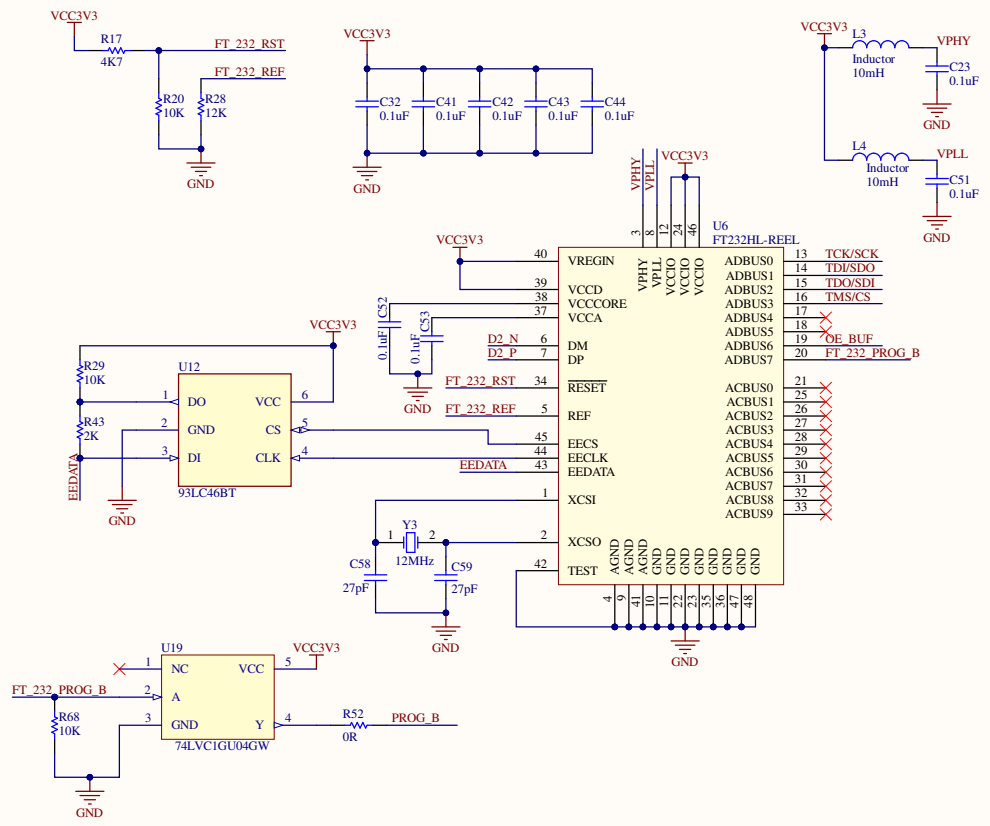 VCC3V3
R17
4K7
FT_232_RST
FT_232_REF
R20
10K
R28
12K
GND
VCC3V3
C32
0.1uF
C41
0.1uF
C42
0.1uF
C43
0.1uF
C44
0.1uF
GND
VCC3V3
L3
Inductor
10mH
VPHY
C23
0.1uF
GND
L4
Inductor
10mH
VPLL
C51
0.1uF
GND
VPHY
VPLL
VCC3V3
3
8
12
24
46
U6
FT232HL-REEL
VPHY
VPLL
VCCIO
VCCIO
VCCIO
VCC3V3
40 VREGIN
39 VCCD
38 VCCCORE
37 VCCA
C52
0.1uF
C53
0.1uF
GND
D2_N 6 DM
D2_P 7 DP
FT_232_RST 34 RESET
FT_232_REF 5 REF
45 EECS
44 EECLK
EEDATA 43 EEDATA
1 XCSI
2 XCSO
42 TEST
ADBUS0 13 TCK/SCK
ADBUS1 14 TDI/SDO
ADBUS2 15 TDO/SDI
ADBUS3 16 TMS/CS
ADBUS4 17
ADBUS5 18
ADBUS6 19 OE_BUF
ADBUS7 20 FT_232_PROG_B
ACBUS0 21
ACBUS1 25
ACBUS2 26
ACBUS3 27
ACBUS4 28
ACBUS5 29
ACBUS6 30
ACBUS7 31
ACBUS8 32
ACBUS9 33
AGND
AGND
AGND
GND
GND
GND
GND
GND
GND
GND
GND
4
9
41
10
11
22
23
35
36
47
48
GND
VCC3V3
R29
10K
R43
2K
EEDATA
U12
1 DO
2 GND
3 DI
VCC 6
CS 5
CLK 4
93LC46BT
GND
Y3
1
2
12MHz
C58
27pF
C59
27pF
GND
U19
VCC3V3
1 NC
VCC 5
FT_232_PROG_B 2 A
3 GND
Y 4
R52
0R
PROG_B
R68
10K
74LVC1GU04GW
GND